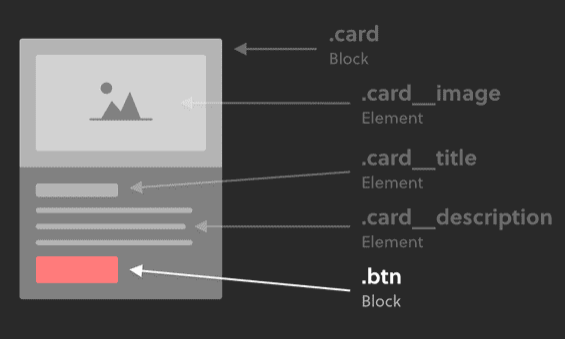 .card
Block
.card__image
Element
.card__title
Element
.card__description
Element
.btn
Block